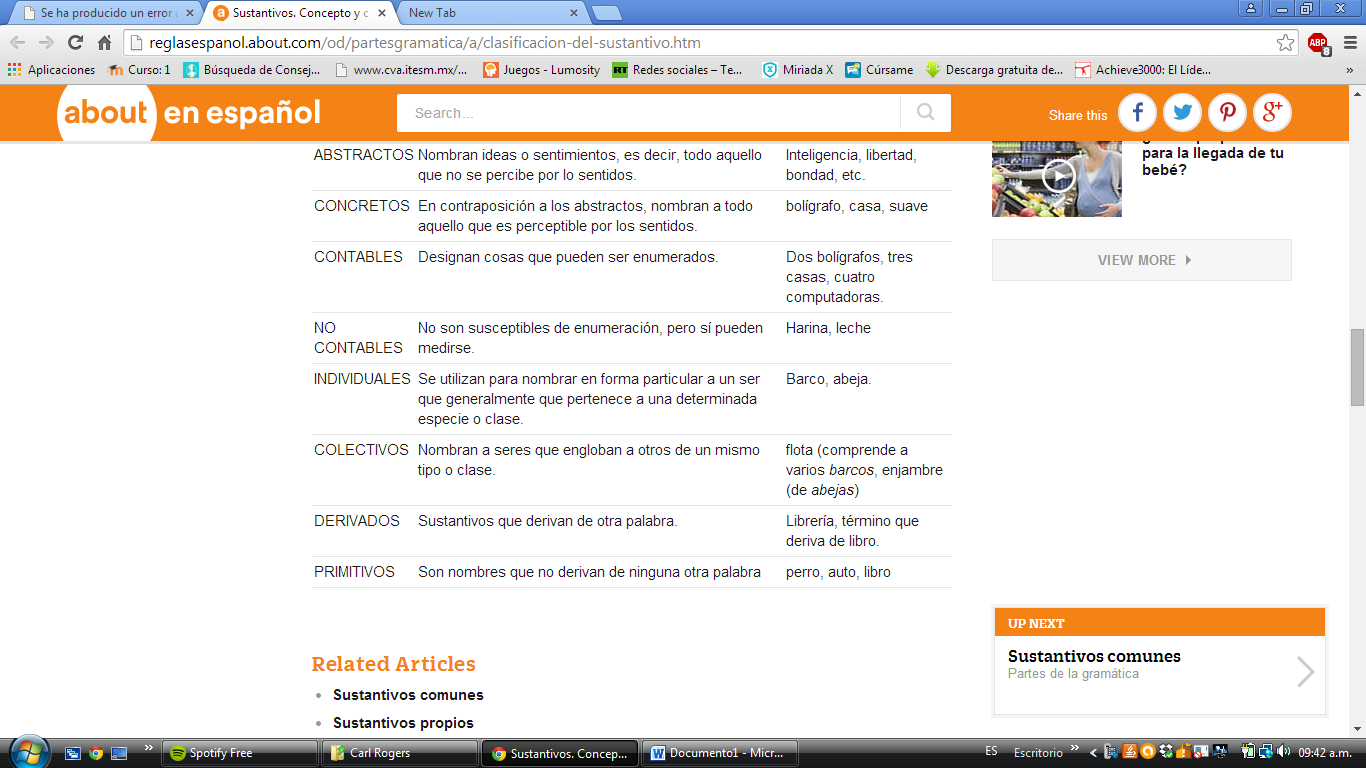 Se ha producido un error
Sustantivos. Concepto y c
New Tab
reglasespanol.about.com/od/partesgramatica/a/clasificacion-del-sustantivo.htm
ABP
8
Aplicaciones
Curso: 1
Búsqueda de Consej...
www.cva.itesm.mx/...
Juegos - Lumosity
RT
Redes sociales – Te...
Miriada X
Cúrsame
Descarga gratuita de...
Achieve3000: El Líde...
»
about en español
Search...
Share this
ABSTRACTOS Nombran ideas o sentimientos, es decir, todo aquello Inteligencia, libertad,
que no se percibe por lo sentidos. bondad, etc.
CONCRETOS En contraposición a los abstractos, nombran a todo bolígrafo, casa, suave
aquello que es perceptible por los sentidos.
CONTABLES Designan cosas que pueden ser enumerados. Dos bolígrafos, tres
casas, cuatro
computadoras.
NO No son susceptibles de enumeración, pero sí pueden Harina, leche
CONTABLES medirse.
INDIVIDUALES Se utilizan para nombrar en forma particular a un ser Barco, abeja.
que generalmente que pertenece a una determinada
especie o clase.
COLECTIVOS Nombran a seres que engloban a otros de un mismo flota (comprende a
tipo o clase. varios barcos, enjambre
(de abejas)
DERIVADOS Sustantivos que derivan de otra palabra. Librería, término que
deriva de libro.
PRIMITIVOS Son nombres que no derivan de ninguna otra palabra perro, auto, libro
para la llegada de tu
bebé?
VIEW MORE
Related Articles
Sustantivos comunes
Sustantivos propios
UP NEXT
Sustantivos comunes
Partes de la gramática
»
Spotify Free
Carl Rogers
Sustantivos. Concep...
Documento1 - Micr...
ES
Escritorio
»
09:42 a.m.